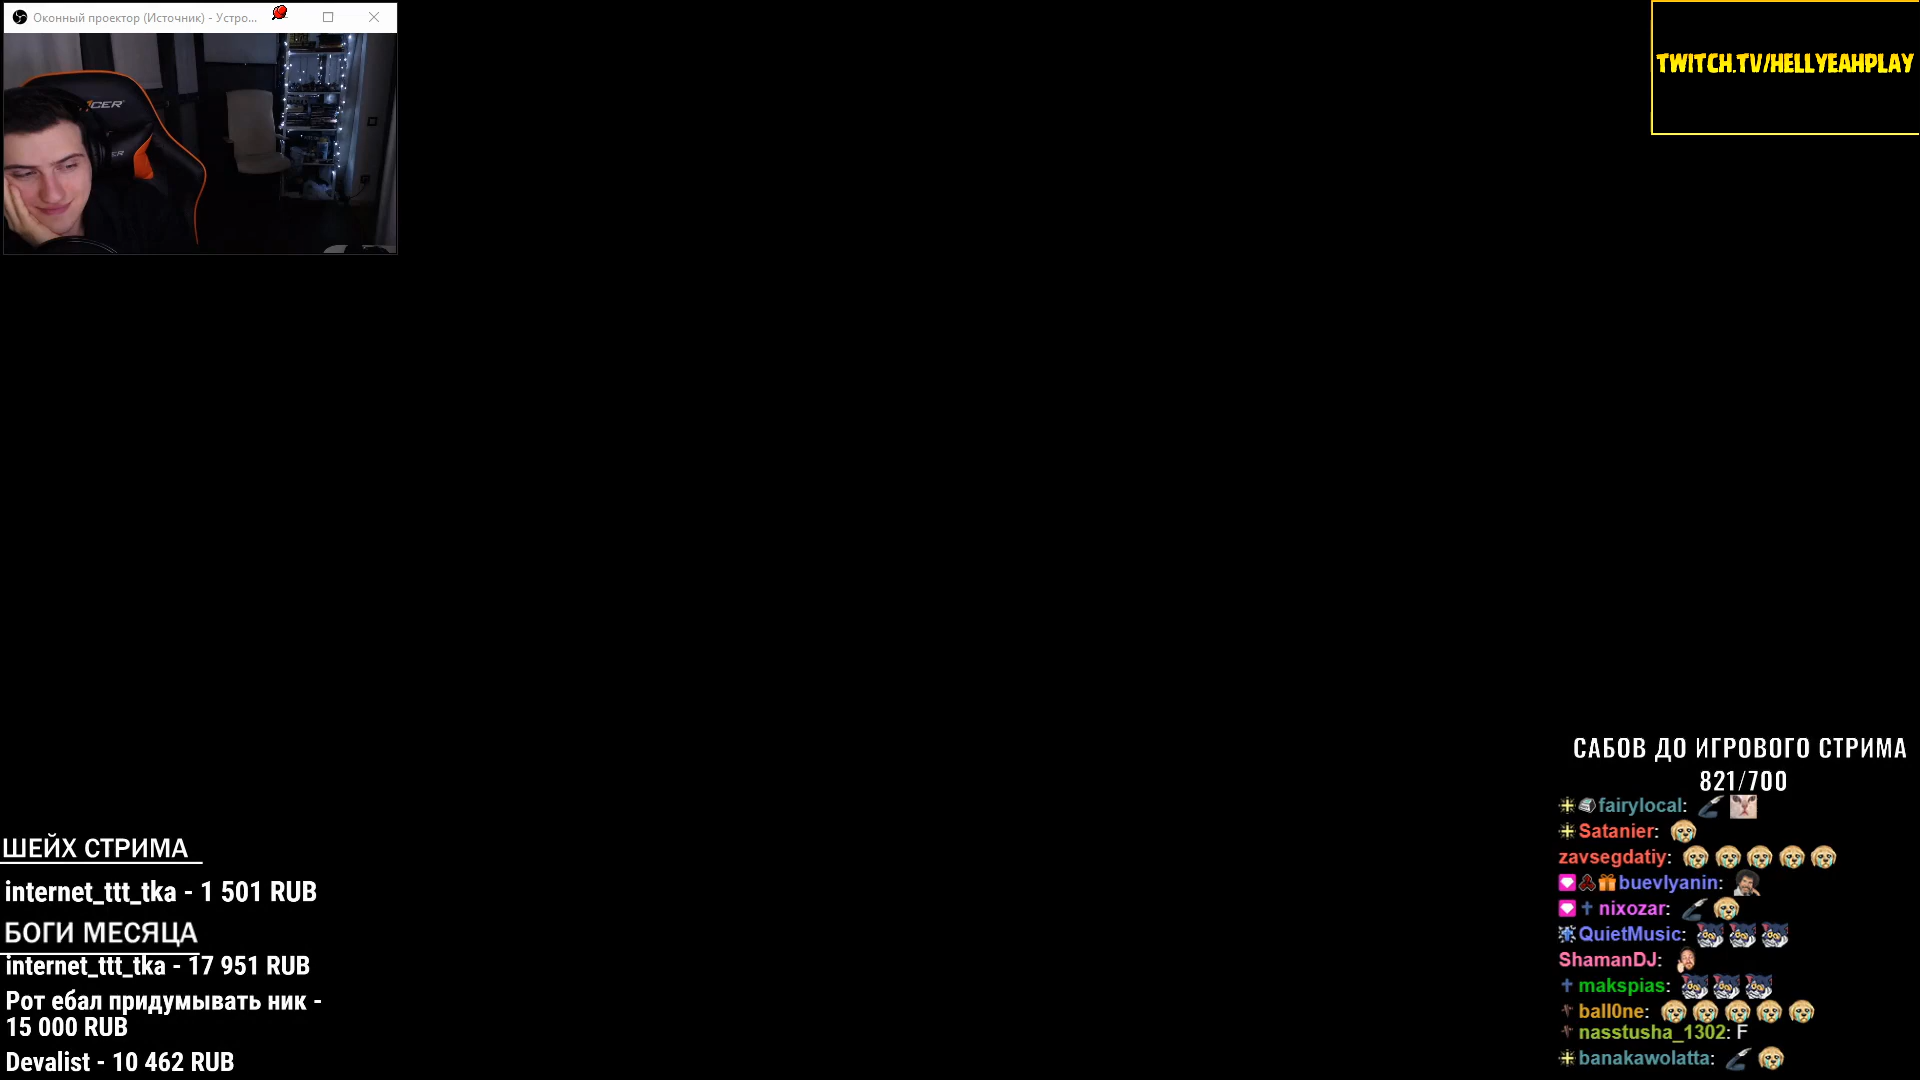 Оконный проектор (Источник) - Устро...
TWITCH.TV/HELLYEAHPLAY
САБОВ ДО ИГРОВОГО СТРИМА
821/700
fairylocal:
Satanier:
zavsegdatiy:
buevlyanin:
nixozar:
QuietMusic:
ShamanDJ:
makspias:
ball0ne:
nasstusha_1302: F
banakawolatta:
ШЕЙХ СТРИМА
internet_ttt_tka - 1 501 RUB
БОГИ МЕСЯЦА
internet_ttt_tka - 17 951 RUB
Рот ебал придумывать ник -
15 000 RUB
Devalist - 10 462 RUB